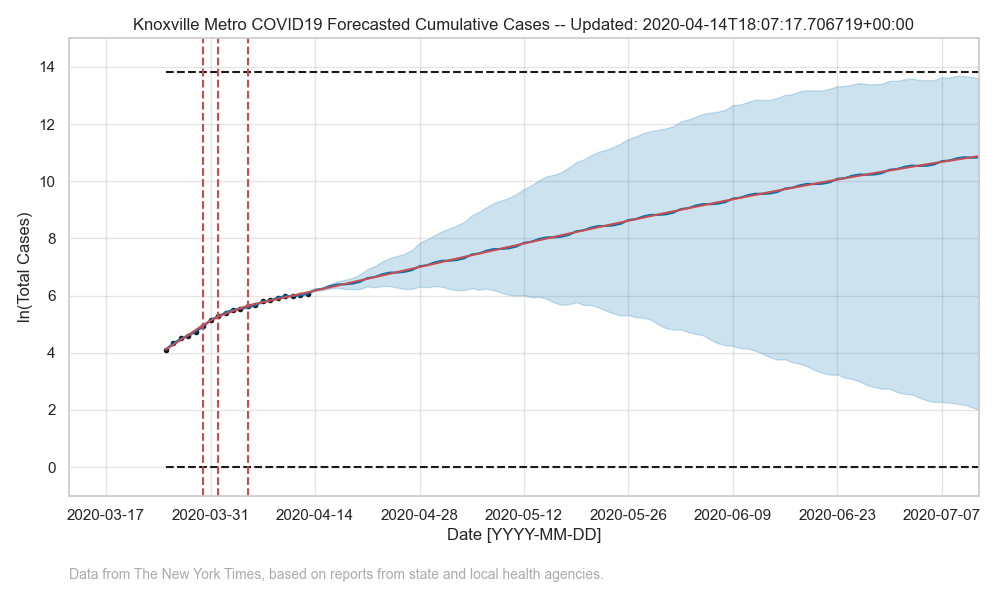 Knoxville Metro COVID19 Forecasted Cumulative Cases -- Updated: 2020-04-14T18:07:17.706719+00:00
ln(Total Cases)
14
12
10
8
6
4
2
0
2020-03-17 2020-03-31 2020-04-14 2020-04-28 2020-05-12 2020-05-26 2020-06-09 2020-06-23 2020-07-07
Date [YYYY-MM-DD]
Data from The New York Times, based on reports from state and local health agencies.